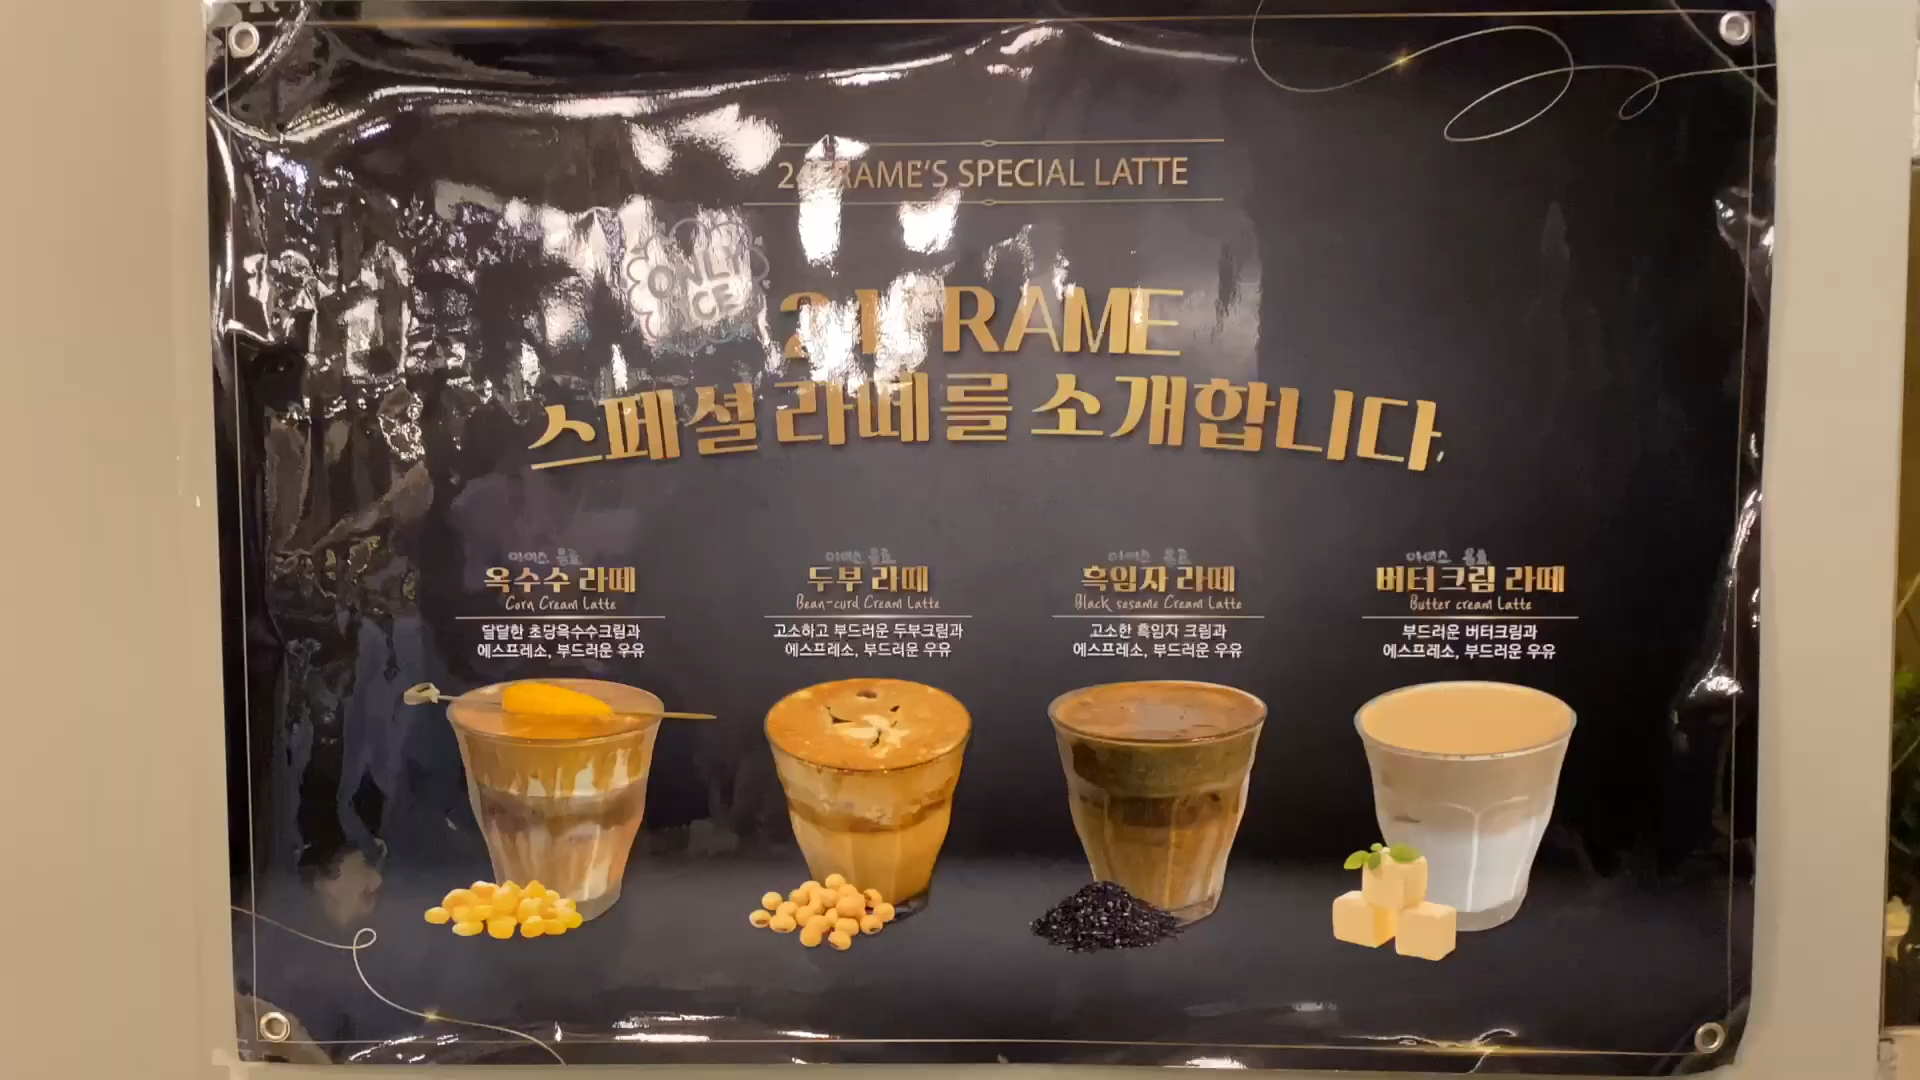 24FRAME'S SPECIAL LATTE
ONLY
ICE
24FRAME
스페셜 라떼를 소개합니다.
아이스 음료
옥수수 라떼
Corn Cream Latte
달달한 초당옥수수크림과
에스프레소, 부드러운 우유
아이스 음료
두부 라떼
Bean-curd Cream Latte
고소하고 부드러운 두부크림과
에스프레소, 부드러운 우유
아이스 음료
흑임자 라떼
Black sesame Cream Latte
고소한 흑임자 크림과
에스프레소, 부드러운 우유
아이스 음료
버터크림 라떼
Butter cream Latte
부드러운 버터크림과
에스프레소, 부드러운 우유